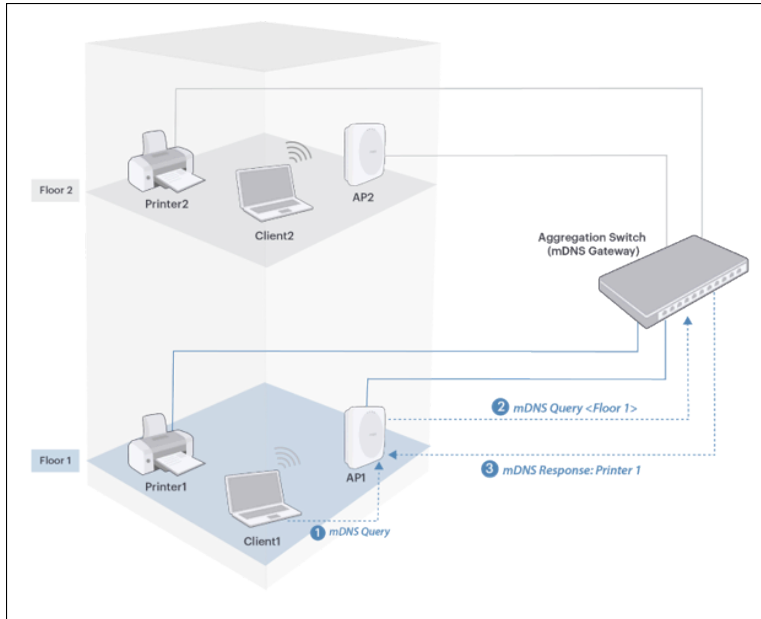 Floor 2
Printer2
Client2
AP2
Aggregation Switch
(mDNS Gateway)
2 mDNS Query <Floor 1>
Floor 1
Printer1
Client1
AP1
3 mDNS Response: Printer 1
1 mDNS Query